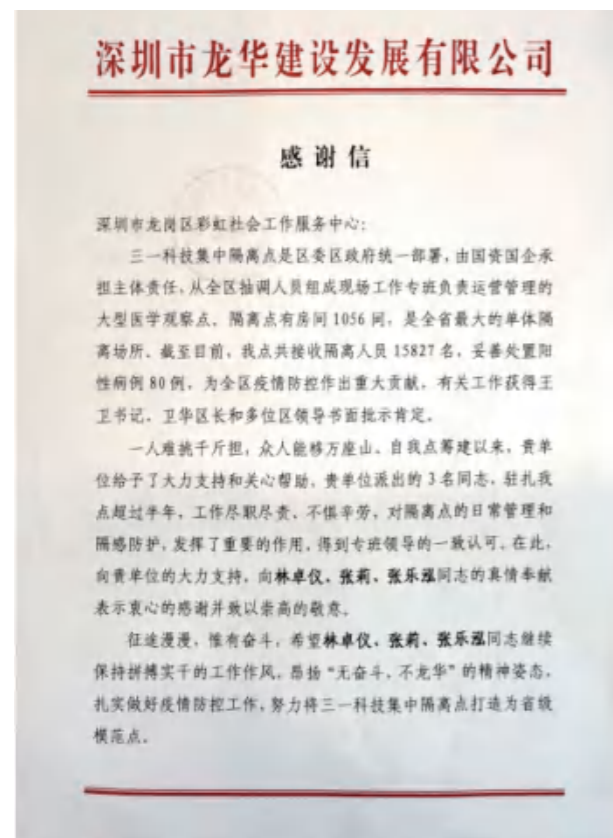 深圳市龙华建设发展有限公司
感谢信
深圳市龙岗区彩虹社会工作服务中心：
三一科技集中隔离点是区委区政府统一部署，由国资国企承
担主体责任，从全区抽调人员组成现场工作专班负责运营管理的
大型医学观察点。隔离点有房间1056间，是全省最大的单体隔
离场所。截至目前，我点共接收隔离人员15827名，妥善处置阳
性病例80例，为全区疫情防控作出重大贡献，有关工作获得王
卫书记、卫华区长和多位区领导书面批示肯定。
一人难挑千斤担，众人能移万座山。自我点筹建以来，贵单
位给予了大力支持和关心帮助，贵单位派出的3名同志，驻扎我
点超过半年，工作尽职尽责、不惧辛劳，对隔离点的日常管理和
隔感防护，发挥了重要的作用，得到专班领导的一致认可。在此，
向贵单位的大力支持，向林卓仪、张莉、张乐泓同志的真情奉献
表示衷心的感谢并致以崇高的敬意。
征途漫漫，惟有奋斗，希望林卓仪、张莉、张乐泓同志继续
保持拼搏实干的工作作风，昂扬“无奋斗，不龙华”的精神姿态，
扎实做好疫情防控工作，努力将三一科技集中隔离点打造为省级
模范点。